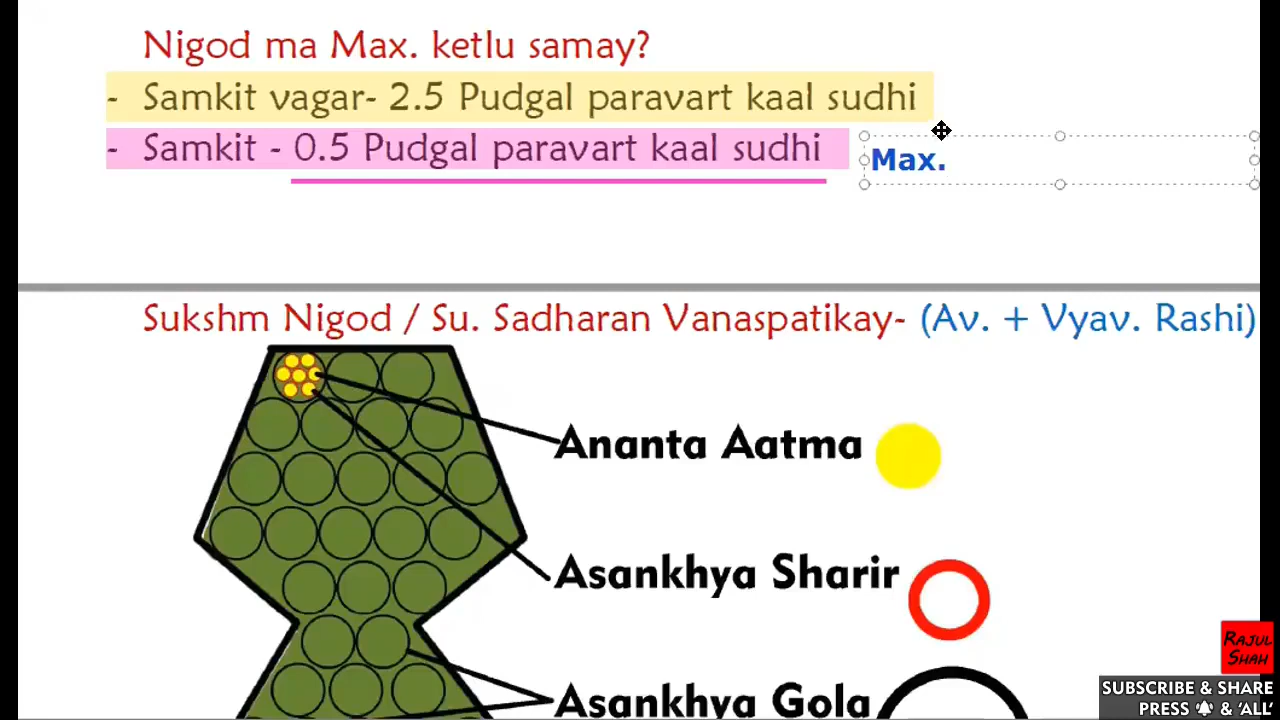 Nigod ma Max. ketlu samay?
- Samkit vagar- 2.5 Pudgal paravart kaal sudhi
- Samkit - 0.5 Pudgal paravart kaal sudhi
Max.
Sukshm Nigod / Su. Sadharan Vanaspatikay- (Av. + Vyav. Rashi)
Ananta Aatma
Asankhya Sharir
Asankhya Gola
RAJUL
SHAH
SUBSCRIBE & SHARE
PRESS & 'ALL'